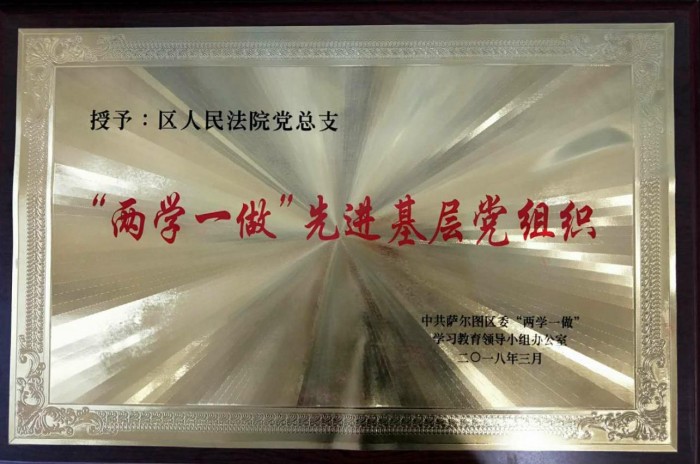 授予：区人民法院党总支
“两学一做”先进基层党组织
中共萨尔图区委“两学一做”
学习教育领导小组办公室
二〇一八年三月